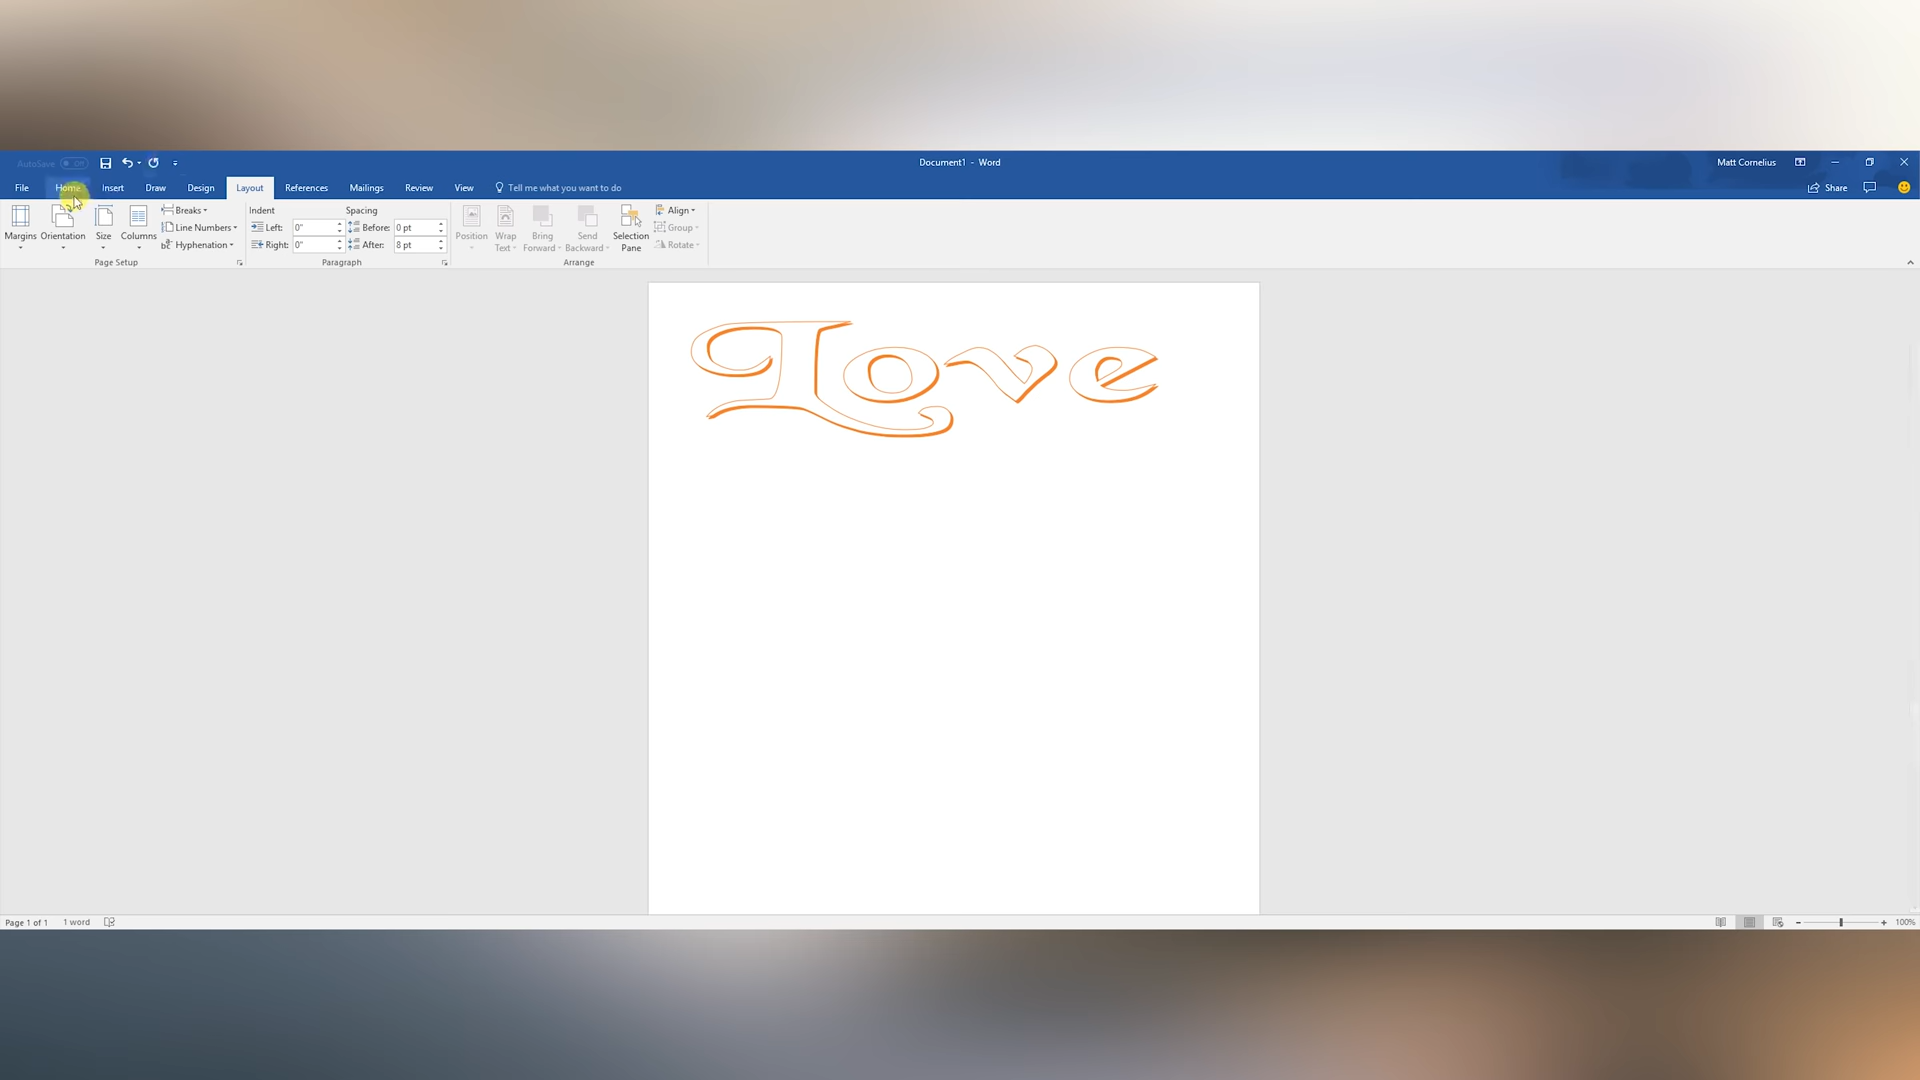 AutoSave Off
Document1 - Word
Matt Cornelius
File Home Insert Draw Design Layout References Mailings Review View Tell me what you want to do
Share
Margins Orientation Size Columns
Breaks
Line Numbers
Hyphenation
Page Setup
Indent Spacing
Left: 0" Before: 0 pt
Right: 0" After: 8 pt
Paragraph
Position
Wrap Text
Bring Forward
Send Backward
Selection Pane
Align
Group
Rotate
Arrange
Love
Page 1 of 1 1 word
100%